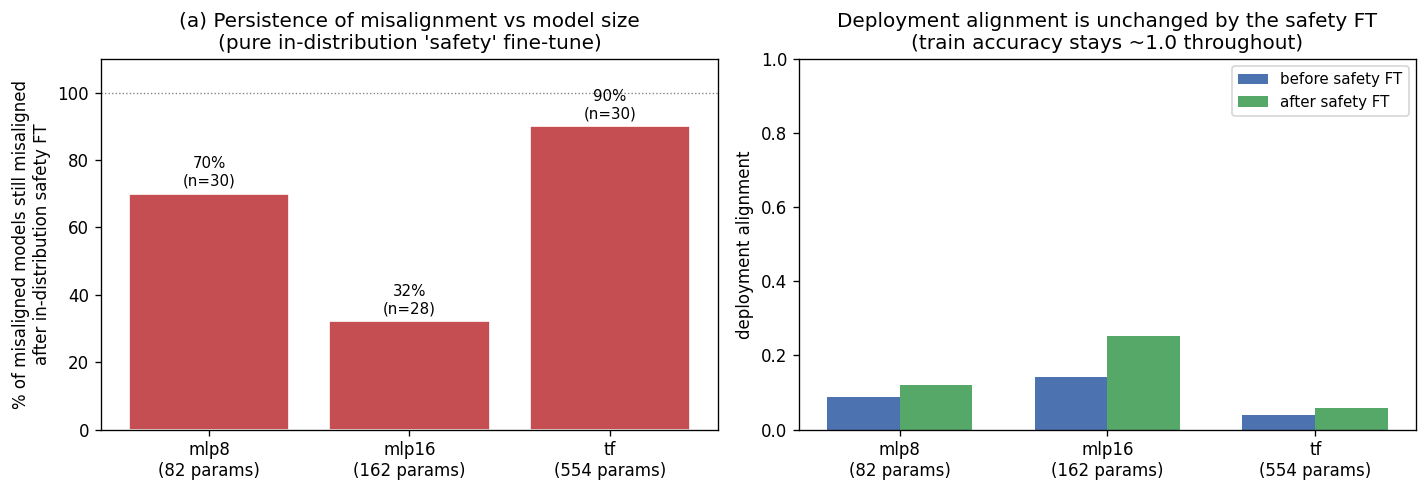 (a) Persistence of misalignment vs model size
(pure in-distribution 'safety' fine-tune)
% of misaligned models still misaligned
after in-distribution safety FT
100
80
60
40
20
0
70%
(n=30)
32%
(n=28)
90%
(n=30)
mlp8
(82 params)
mlp16
(162 params)
tf
(554 params)
Deployment alignment is unchanged by the safety FT
(train accuracy stays ~1.0 throughout)
deployment alignment
1.0
0.8
0.6
0.4
0.2
0.0
before safety FT
after safety FT
mlp8
(82 params)
mlp16
(162 params)
tf
(554 params)